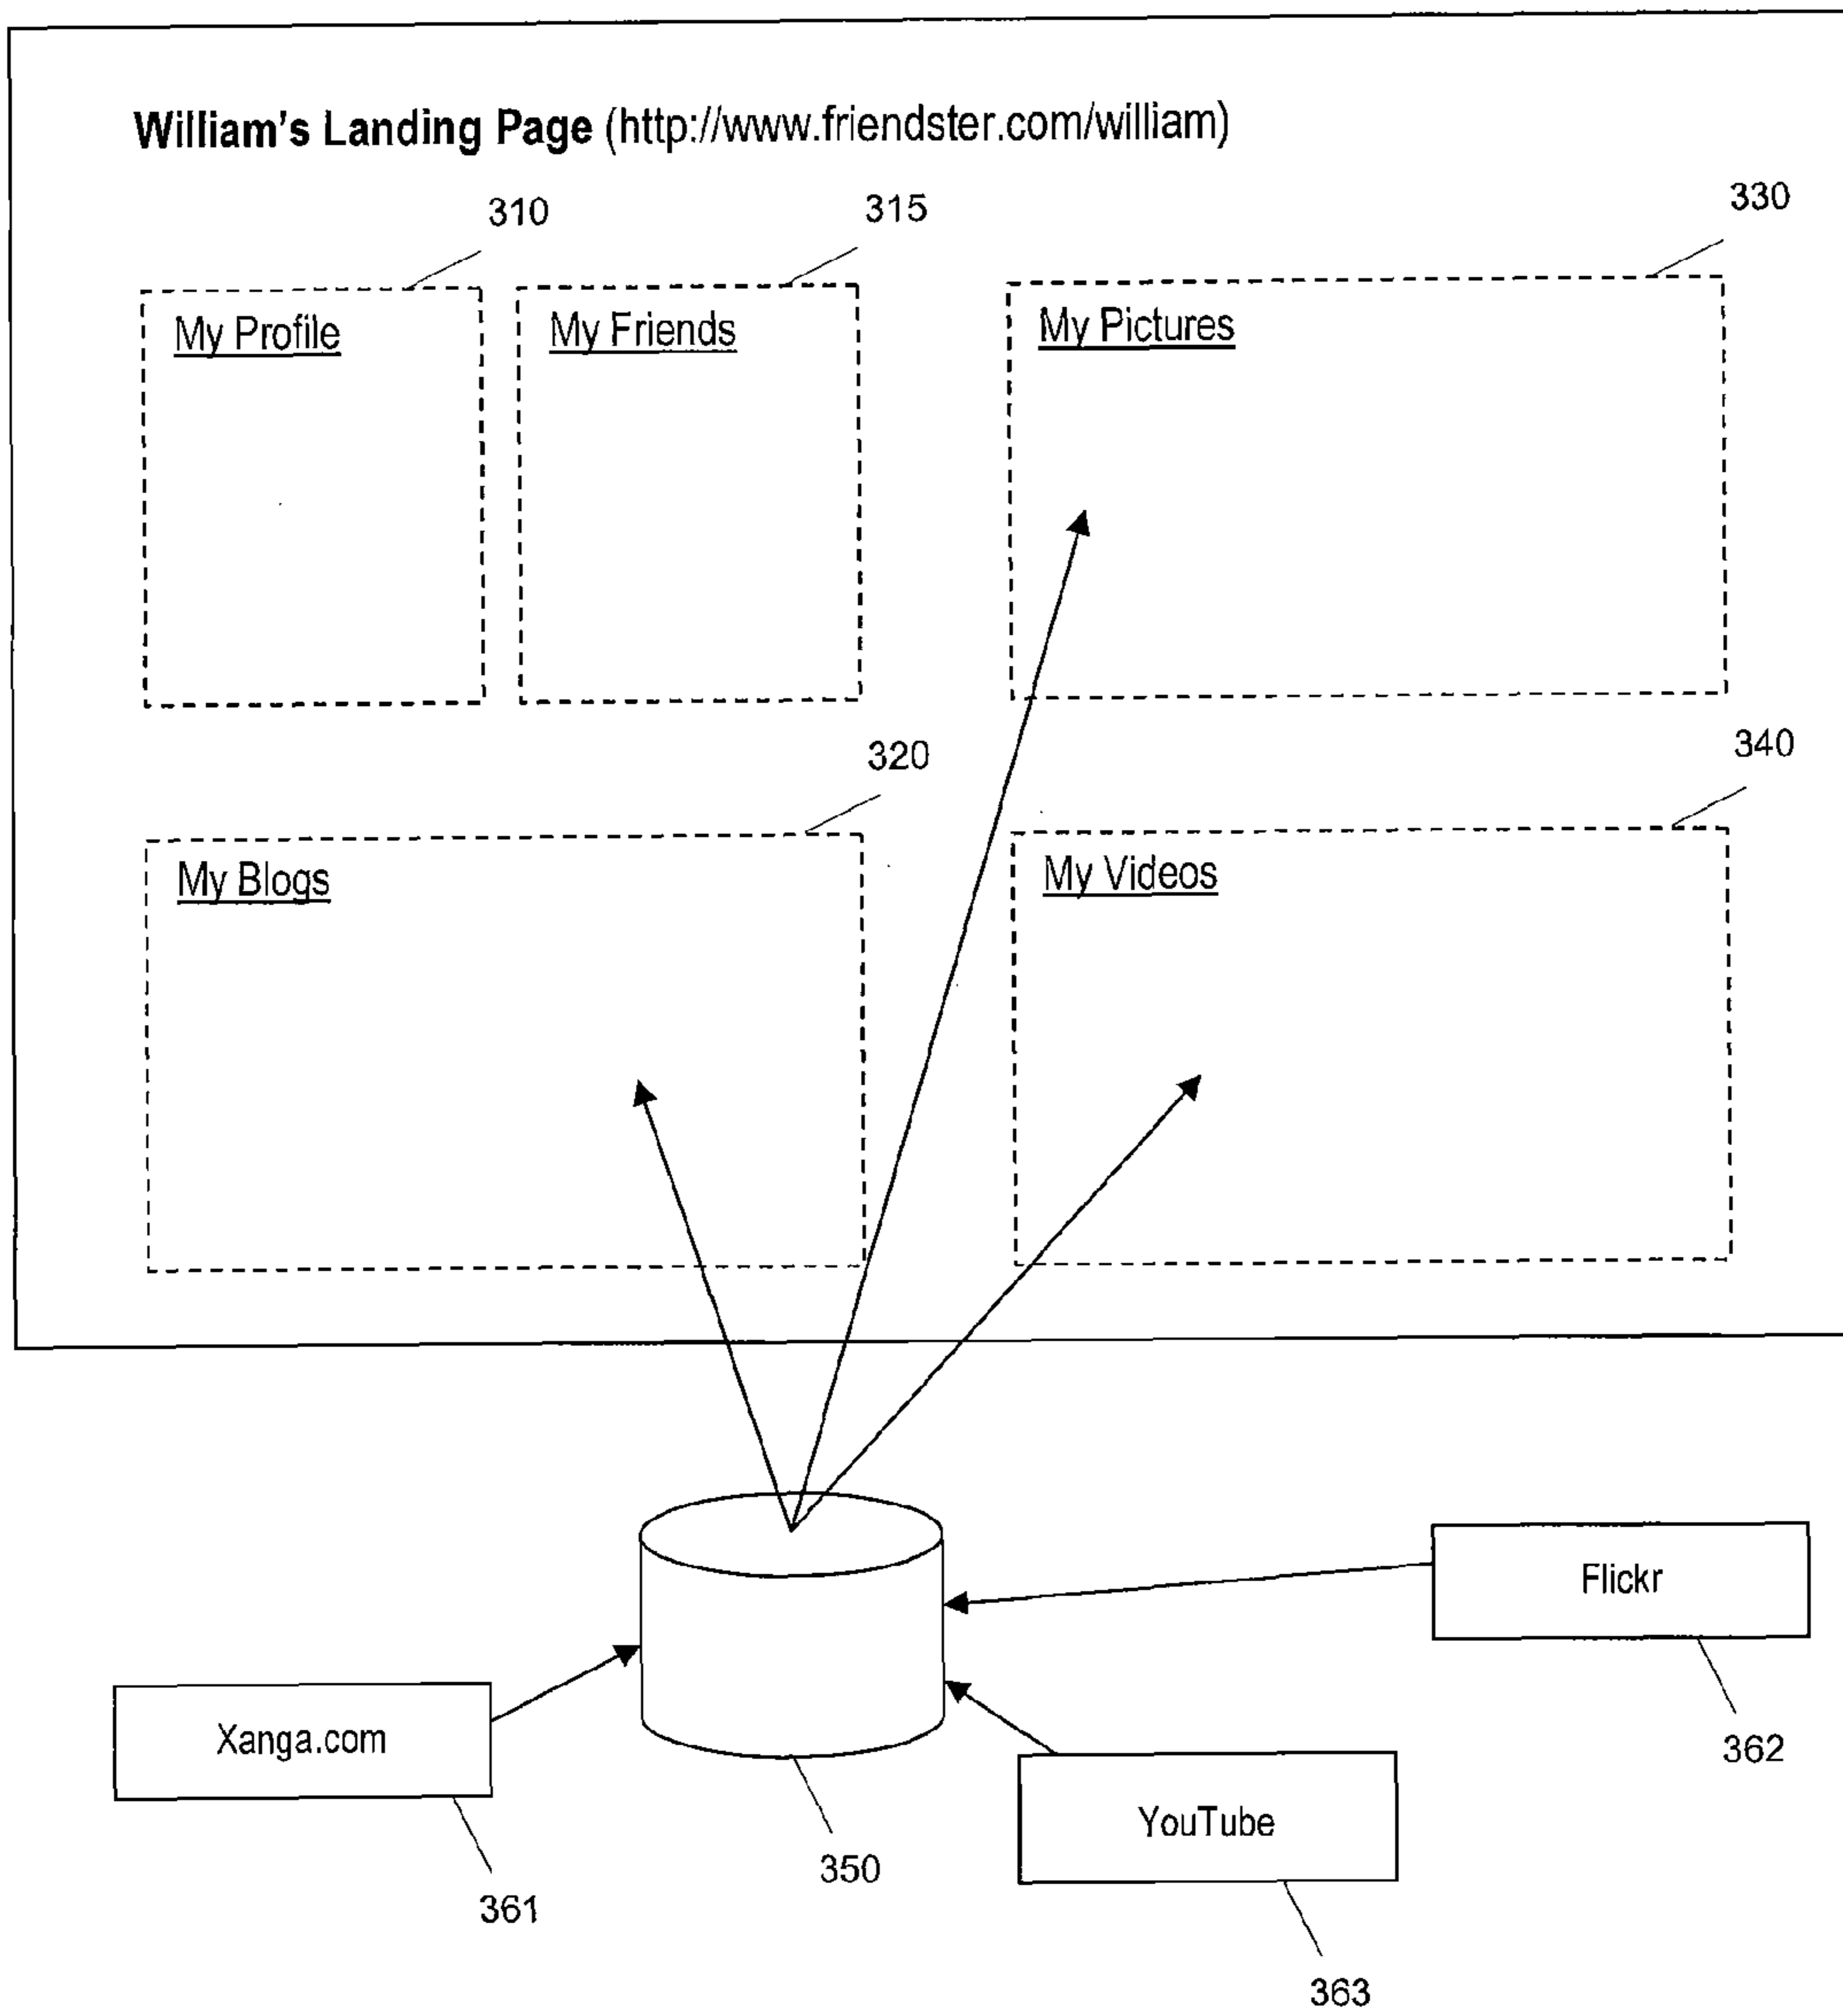 William's Landing Page (http://www.friendster.com/william)
310
315
330
My Profile
My Friends
My Pictures
320
340
My Blogs
My Videos
Flickr
362
Xanga.com
361
350
YouTube
363